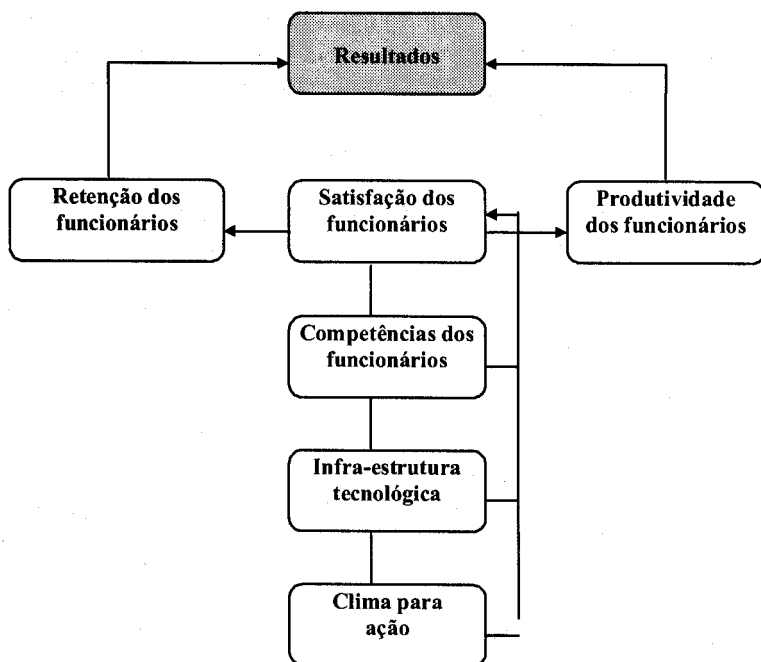 Resultados
Retenção dos
funcionários
Satisfação dos
funcionários
Produtividade
dos funcionários
Competências dos
funcionários
Infra-estrutura
tecnológica
Clima para
ação